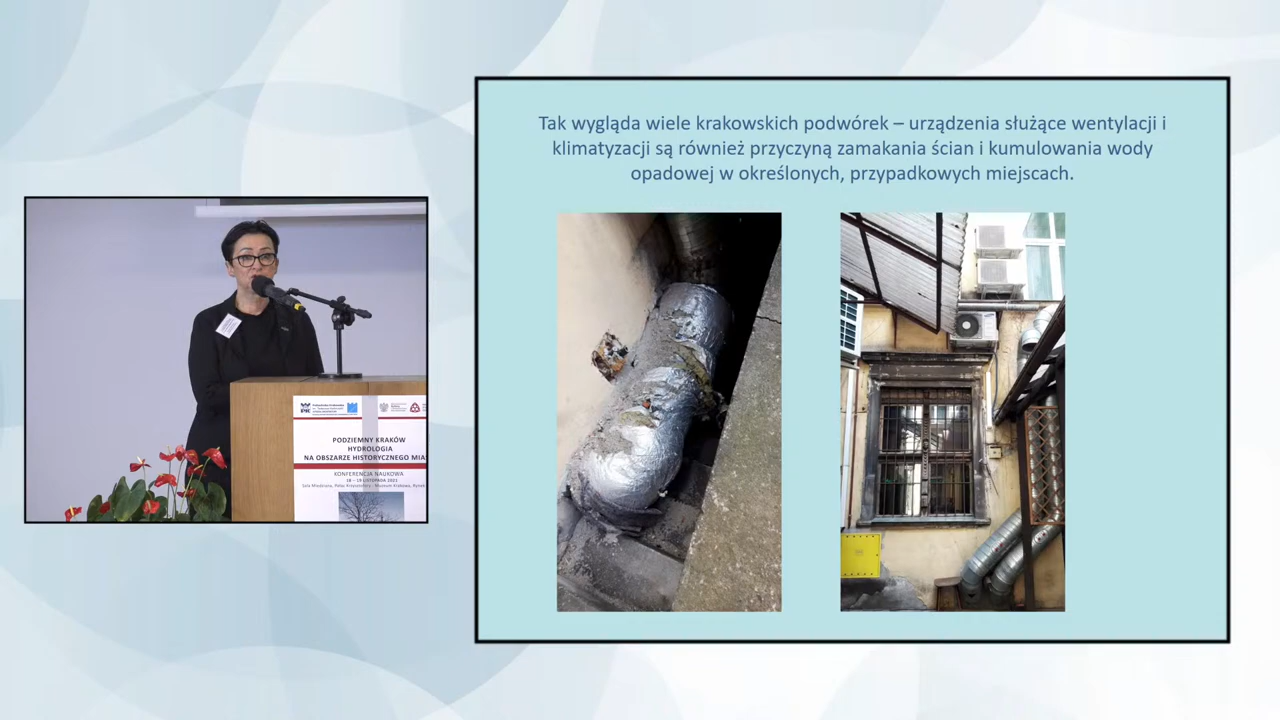 Tak wygląda wiele krakowskich podwórek – urządzenia służące wentylacji i
klimatyzacji są również przyczyną zamakania ścian i kumulowania wody
opadowej w określonych, przypadkowych miejscach.
PK
PODZIEMNY KRAKÓW
HYDROLOGIA
NA OBSZARZE HISTORYCZNEGO MIA
KONFERENCJA NAUKOWA
18 – 19 LISTOPADA 2021